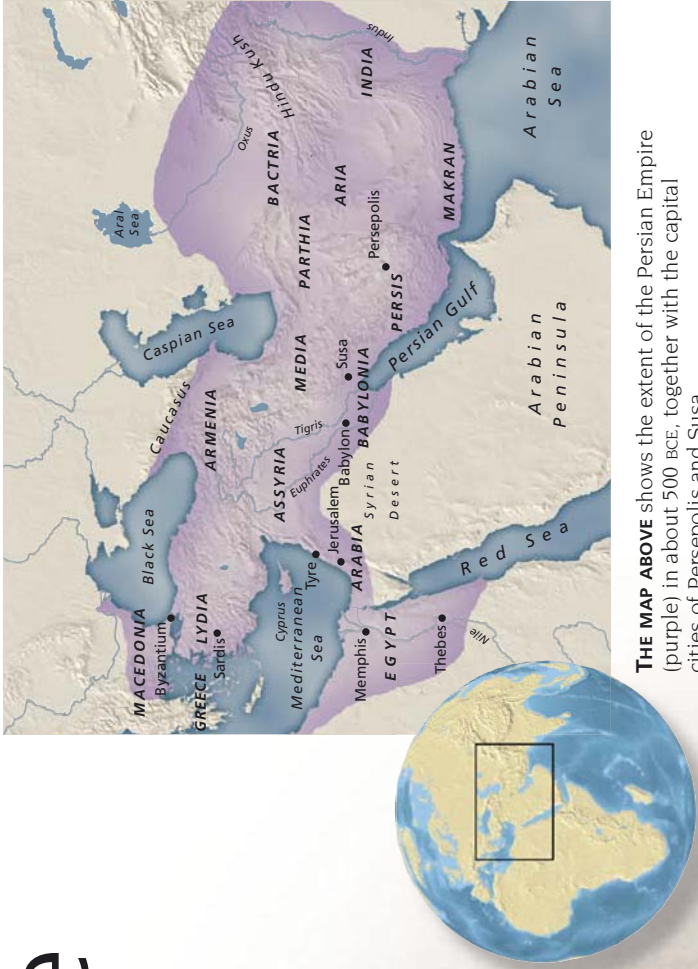 Aral
Sea
Oxus
Hindu Kush
Indus
Caspian Sea
Caucasus
Black Sea
BACTRIA
INDIA
ARIA
PARTHIA
MEDIA
ARMENIA
ASSYRIA
Tigris
Euphrates
Susa
Persepolis
PERSIS
MAKRAN
Arabian
Sea
MACEDONIA
Byzantium
LYDIA
GREECE
Sardis
Cyprus
Mediterranean
Sea
Tyre
Jerusalem
Babylon
BABYLONIA
Persian Gulf
ARABIA
Syrian
Desert
Arabian
Peninsula
Memphis
EGYPT
Thebes
Nile
Red Sea
THE MAP ABOVE shows the extent of the Persian Empire
(purple) in about 500 BCE, together with the capital
cities of Persepolis and Susa.